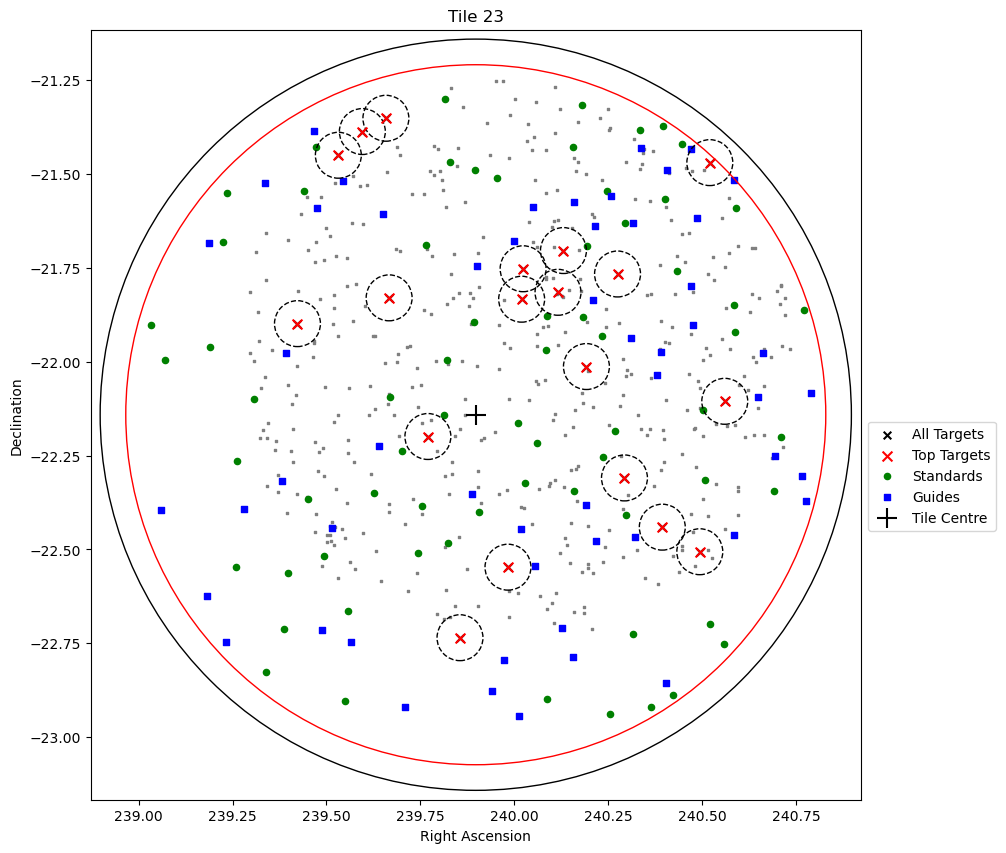 Tile 23
Declination
−21.25
−21.50
−21.75
−22.00
−22.25
−22.50
−22.75
−23.00
239.00
239.25
239.50
239.75
240.00
240.25
240.50
240.75
Right Ascension
All Targets
Top Targets
Standards
Guides
Tile Centre